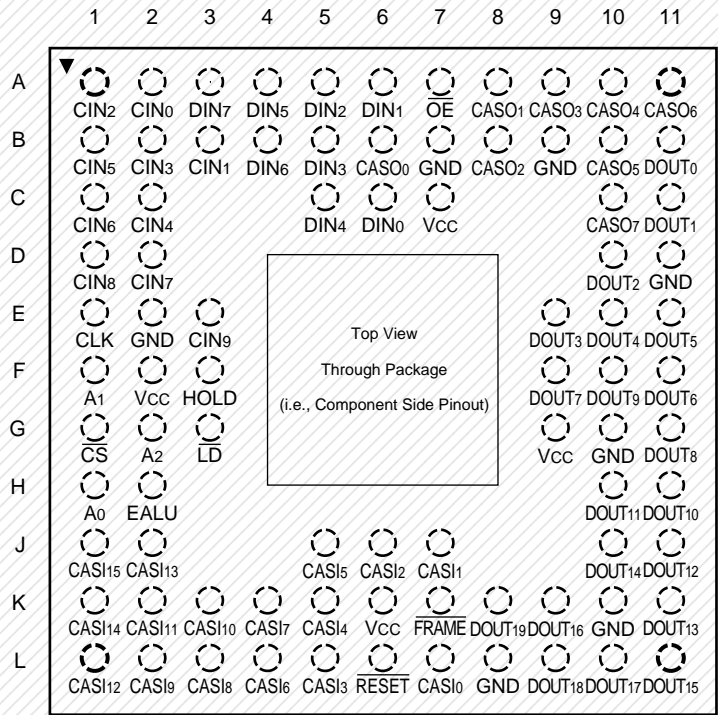 1 2 3 4 5 6 7 8 9 10 11
A
CIN2 CIN0 DIN7 DIN5 DIN2 DIN1 OE CASO1 CASO3 CASO4 CASO6
B
CIN5 CIN3 CIN1 DIN6 DIN3 CASO0 GND CASO2 GND CASO5 DOUT0
C
CIN6 CIN4 DIN4 DIN0 VCC CASO7 DOUT1
D
CIN8 CIN7 DOUT2 GND
E
CLK GND CIN9 DOUT3 DOUT4 DOUT5
Top View
Through Package
(i.e., Component Side Pinout)
F
A1 VCC HOLD DOUT7 DOUT9 DOUT6
G
CS A2 LD VCC GND DOUT8
H
A0 EALU DOUT11 DOUT10
J
CASI15 CASI13 CASI5 CASI2 CASI1 DOUT14 DOUT12
K
CASI14 CASI11 CASI10 CASI7 CASI4 VCC FRAME DOUT19 DOUT16 GND DOUT13
L
CASI12 CASI9 CASI8 CASI6 CASI3 RESET CASI0 GND DOUT18 DOUT17 DOUT15